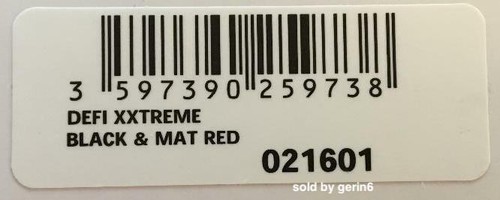 3 597390 259738
DEFI XXTREME
BLACK & MAT RED
021601
sold by gerin6